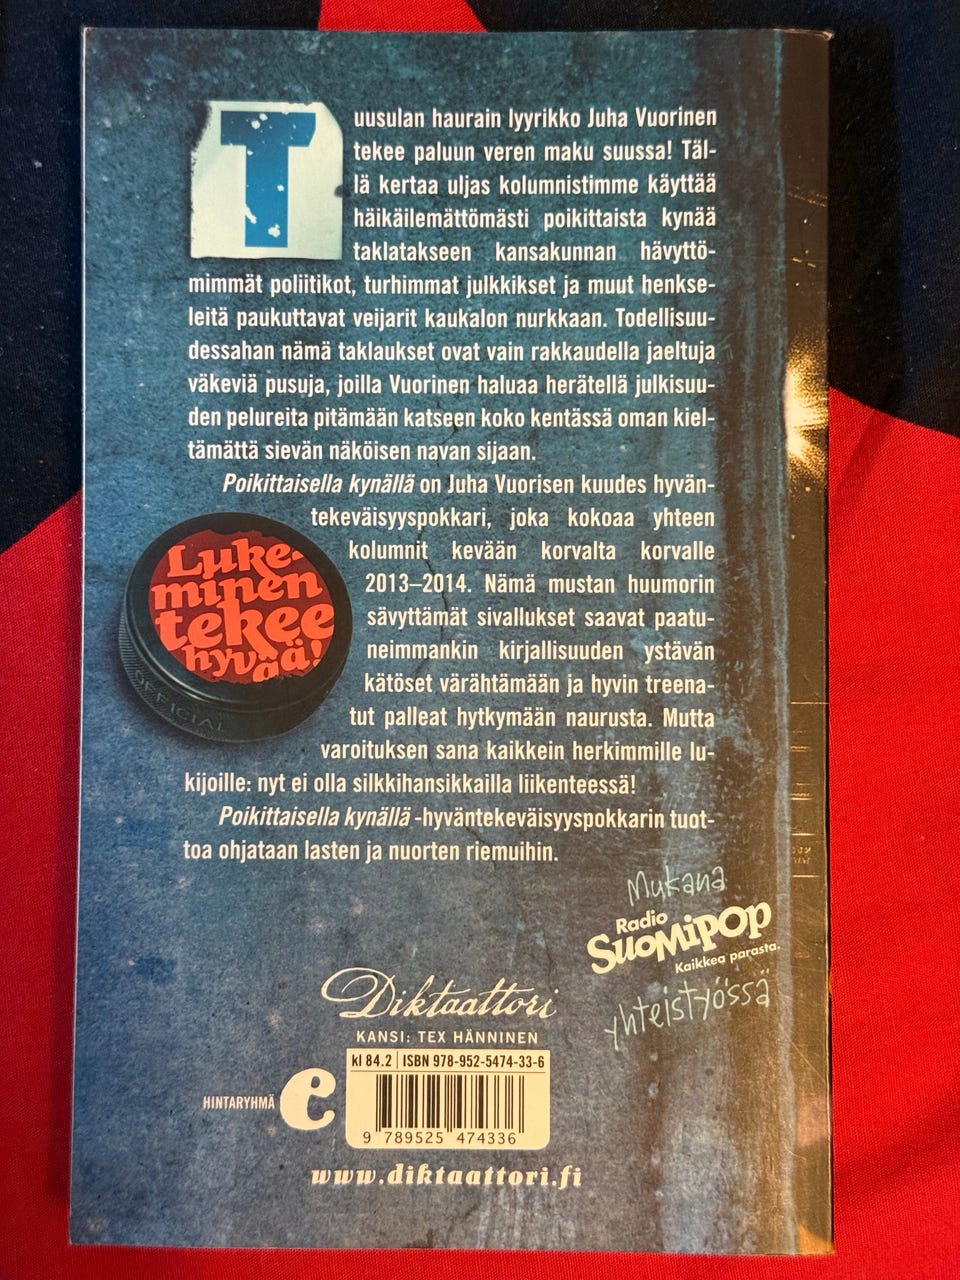 Tuusulan haurain lyyrikko Juha Vuorinen
tekee paluun veren maku suussa! Täl-
lä kertaa uljas kolumnistimme käyttää
häikäilemättömästi poikittaista kynää
taklatakseen kansakunnan hävyttö-
mimmät poliitikot, turhimmat julkkikset ja muut henkse-
leitä paukuttavat veijarit kaukalon nurkkaan. Todellisuu-
dessahan nämä taklaukset ovat vain rakkaudella jaeltuja
väkeviä pusuja, joilla Vuorinen haluaa herätellä julkisuu-
den pelureita pitämään katseen koko kentässä oman kiel-
tämättä sievän näköisen navan sijaan.
Poikittaisella kynällä on Juha Vuorisen kuudes hyvän-
tekeväisyyspokkari, joka kokoaa yhteen
kolumnit kevään korvalta korvalle
2013–2014. Nämä mustan huumorin
sävyttämät sivallukset saavat paatu-
neimmankin kirjallisuuden ystävän
kätöset värähtämään ja hyvin treena-
tut palleat hytkymään naurusta. Mutta
varoituksen sana kaikkein herkimmille lu-
kijoille: nyt ei olla silkkihansikkailla liikenteessä!
Poikittaisella kynällä -hyväntekeväisyyspokkarin tuot-
toa ohjataan lasten ja nuorten riemuihin.
Luke-
minen
tekee
hyvää!
OFFICIAL
Mukana
Radio
SUOMIPOP
Kaikkea parasta.
yhteistyössä
Diktaattori
KANSI: TEX HÄNNINEN
kl 84.2 | ISBN 978-952-5474-33-6
HINTARYHMÄ e
9 789525 474336
www.diktaattori.fi